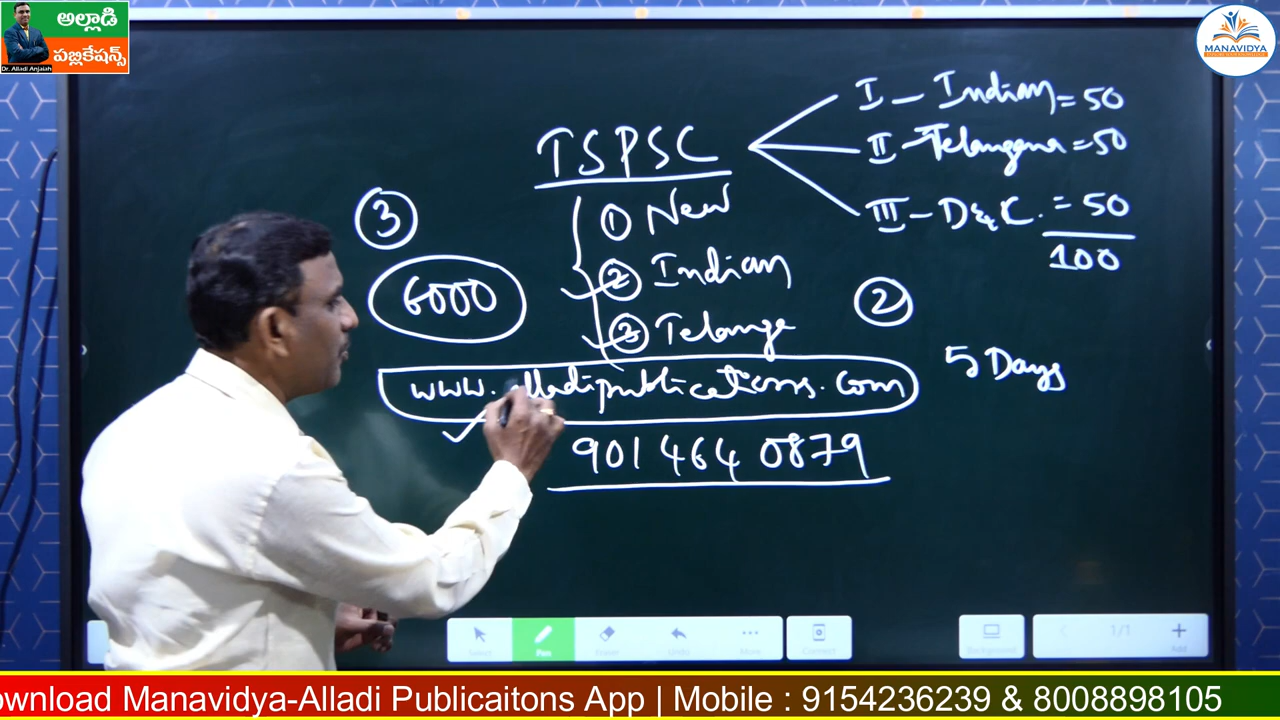 అల్లాడి
పబ్లికేషన్స్
Dr. Alladi Anjaiah
MANAVIDYA
TSPSC
I - Indian = 50
II - Telangana = 50
III - D&K. = 50
100
① New
② Indian
③ Telange
③
6000
②
5 Days
www.alladipublications.com
901 464 0879
Select
Pen
Eraser
Undo
More
Connect
Background
1/1
Add
ownload Manavidya-Alladi Publicaitons App | Mobile : 9154236239 & 8008898105